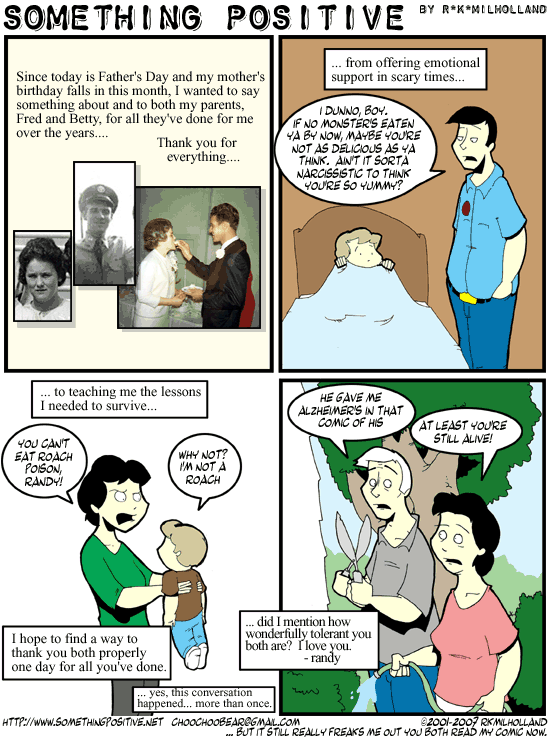 SOMETHING POSITIVE BY R*K*MILHOLLAND
Since today is Father's Day and my mother's
birthday falls in this month, I wanted to say
something about and to both my parents,
Fred and Betty, for all they've done for me
over the years....
Thank you for
everything....
... from offering emotional
support in scary times...
I DUNNO, BOY.
IF NO MONSTER'S EATEN
YA BY NOW, MAYBE YOU'RE
NOT AS DELICIOUS AS YA
THINK. AIN'T IT SORTA
NARCISSISTIC TO THINK
YOU'RE SO YUMMY?
... to teaching me the lessons
I needed to survive...
YOU CAN'T
EAT ROACH
POISON,
RANDY!
WHY NOT?
I'M NOT A
ROACH
I hope to find a way to
thank you both properly
one day for all you've done.
... yes, this conversation
happened... more than once.
HE GAVE ME
ALZHEIMER'S IN THAT
COMIC OF HIS
AT LEAST YOU'RE
STILL ALIVE!
... did I mention how
wonderfully tolerant you
both are? I love you.
- randy
HTTP://WWW.SOMETHINGPOSITIVE.NET CHOOCHOOBEAR@GMAIL.COM ©2001-2009 RKMILHOLLAND
... BUT IT STILL REALLY FREAKS ME OUT YOU BOTH READ MY COMIC NOW.